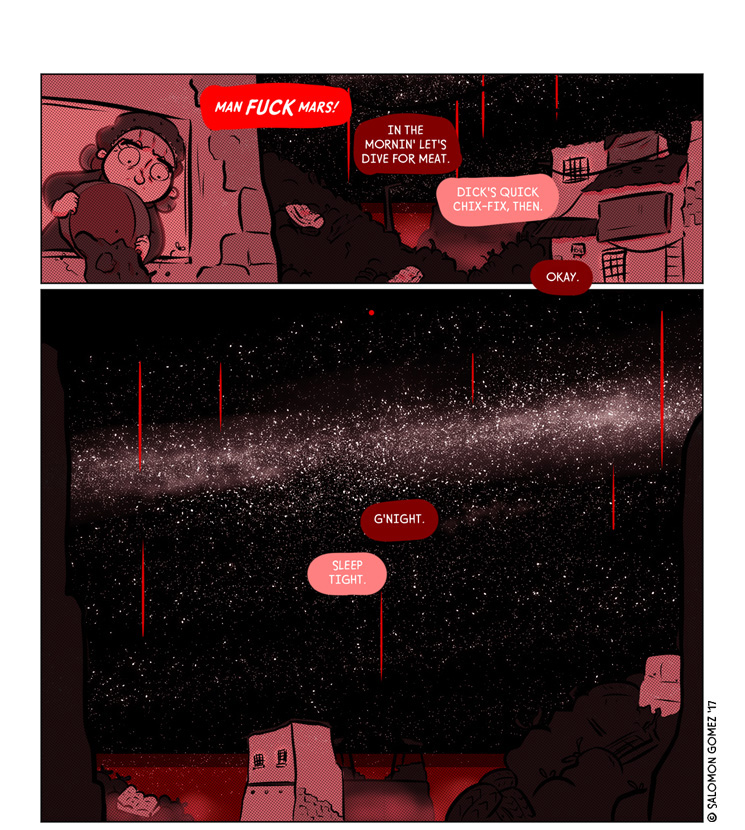 MAN FUCK MARS!
IN THE
MORNIN' LET'S
DIVE FOR MEAT.
DICK'S QUICK
CHIX-FIX, THEN.
OKAY.
G'NIGHT.
SLEEP
TIGHT.
© SALOMON GOMEZ '17